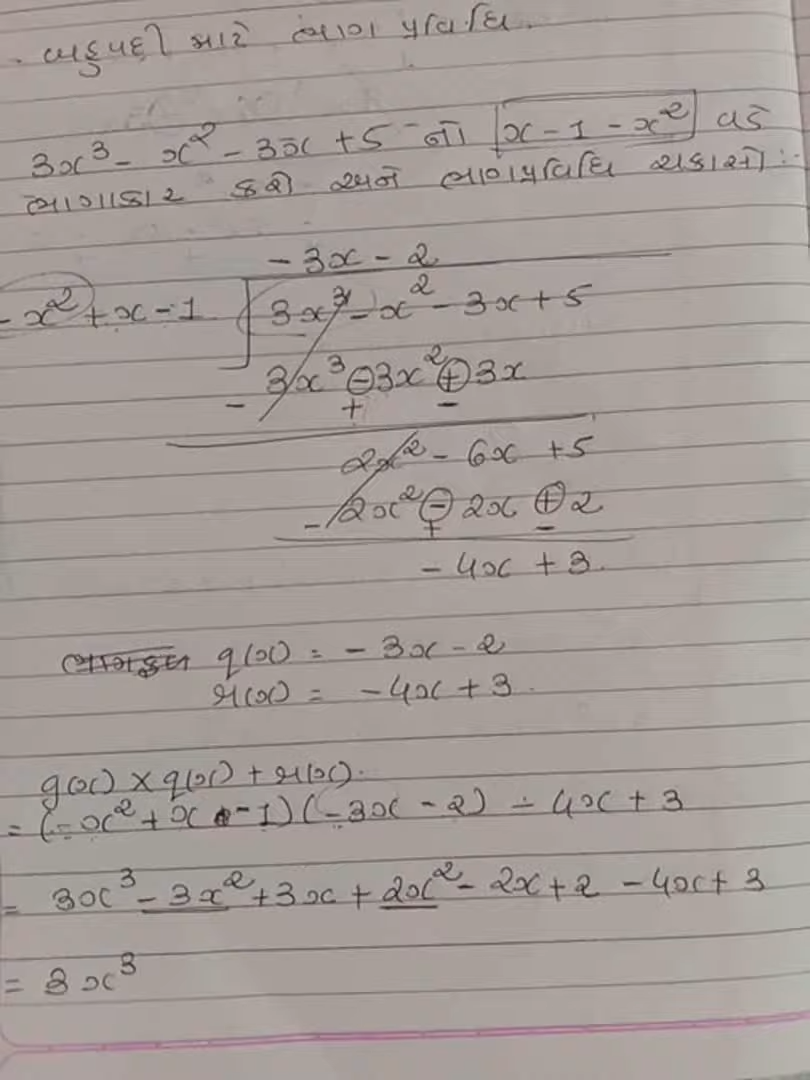 . બહુપદી માટે ભાગ પ્રવિધિ.
3x³ - x² - 3x + 5 નો x - 1 - x² વડે
ભાગાકાર કરી અને ભાગપ્રવિધિ ચકાસો :-
- 3x - 2
- x² + x - 1 3x³ - x² - 3x + 5
3x³ - 3x² + 3x
- + -
2x² - 6x + 5
2x² - 2x + 2
- + -
- 4x + 3.
ભાગફળ q(x) = - 3x - 2
r(x) = - 4x + 3.
g(x) × q(x) + r(x).
= (- x² + x - 1) (- 3x - 2) - 4x + 3
= 3x³ - 3x² + 3x + 2x² - 2x + 2 - 4x + 3
= 3x³